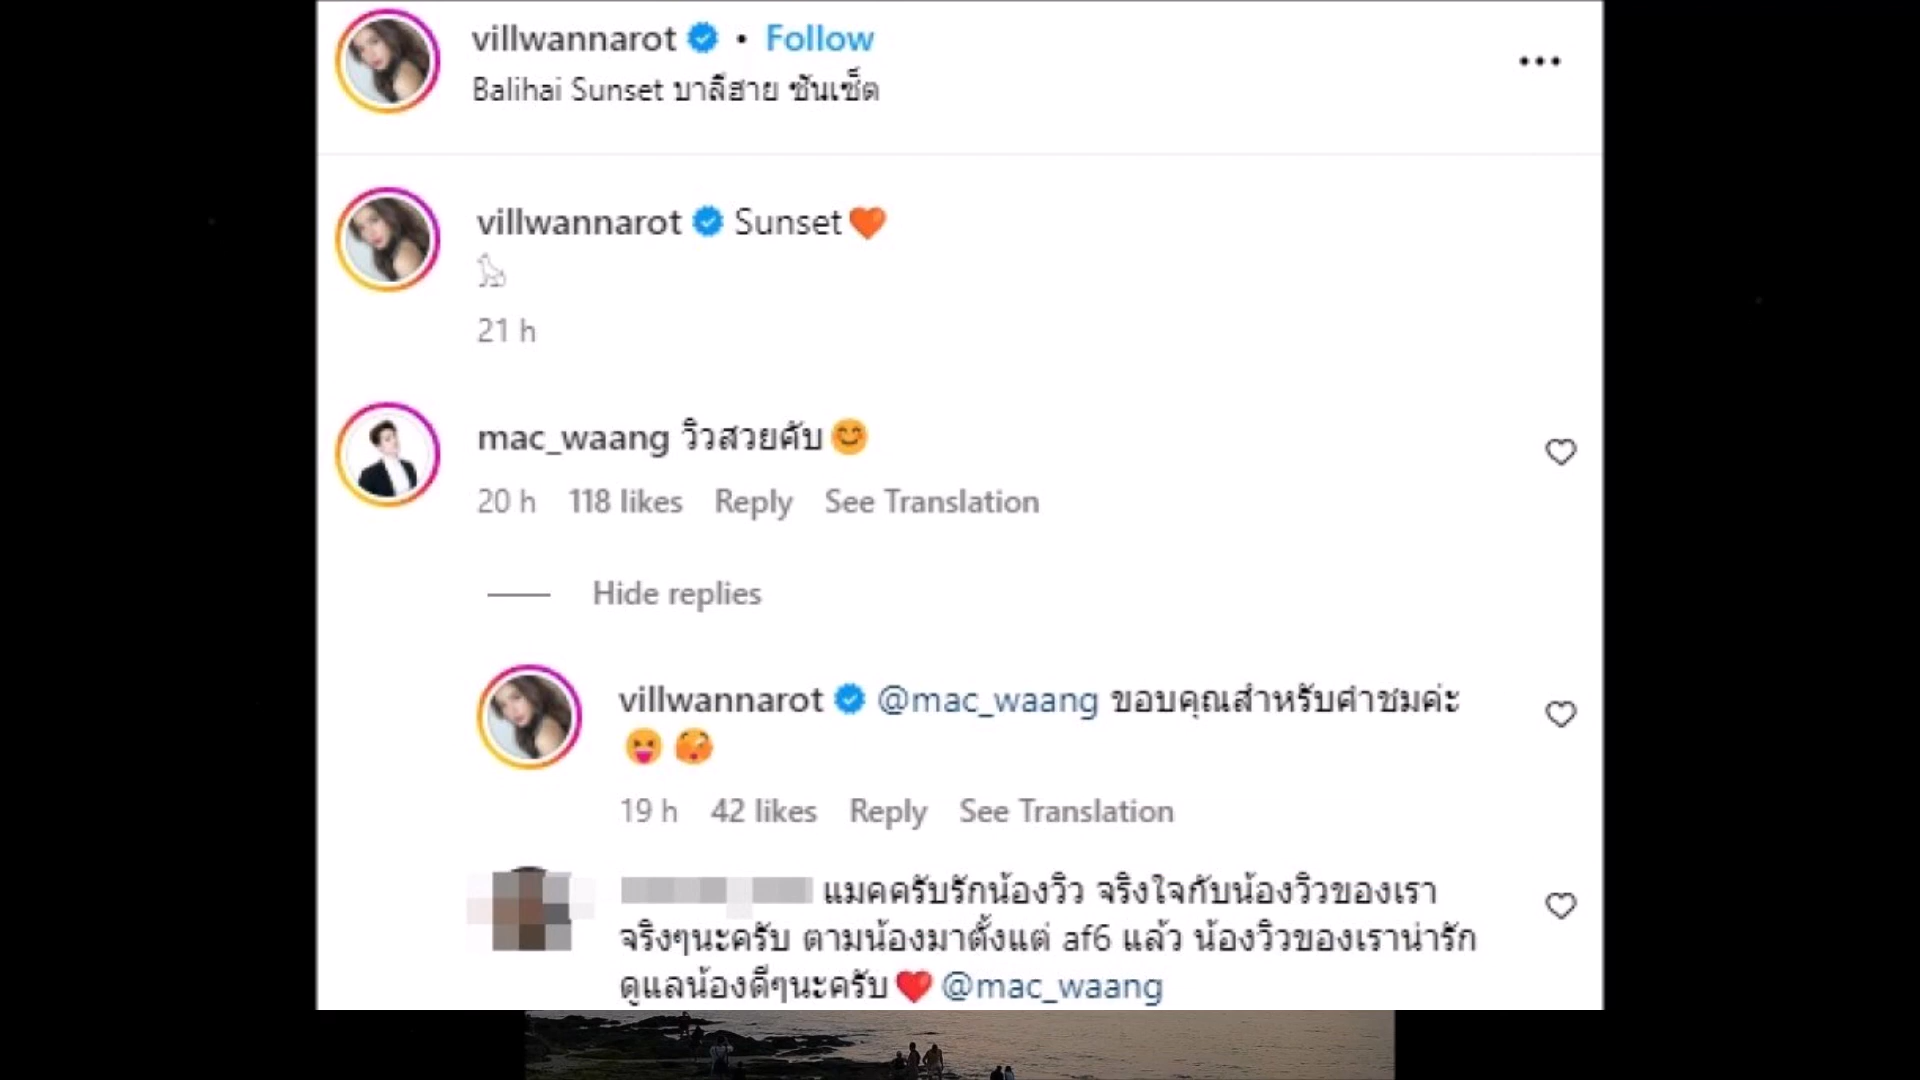 villwannarot • Follow
Balihai Sunset บาลีฮาย ซันเซ็ต
villwannarot Sunset🧡
21 h
mac_waang วิวสวยคับ😊
20 h 118 likes Reply See Translation
Hide replies
villwannarot @mac_waang ขอบคุณสำหรับคำชมค่ะ
😝 🫣
19 h 42 likes Reply See Translation
แมคครับรักน้องวิว จริงใจกับน้องวิวของเรา
จริงๆนะครับ ตามน้องมาตั้งแต่ af6 แล้ว น้องวิวของเราน่ารัก
ดูแลน้องดีๆนะครับ❤️ @mac_waang